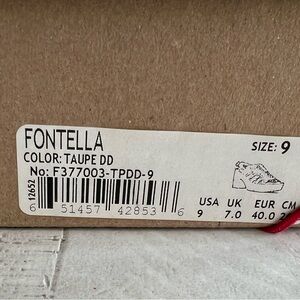 FONTELLA
COLOR: TAUPE DD
No: F377003-TPDD-9
SIZE: 9
12652
6 51457 42853 6
USA UK EUR CM
9 7.0 40.0